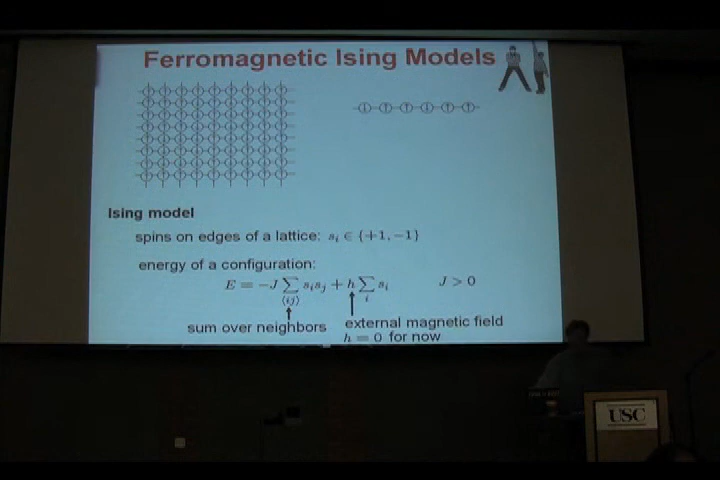 Ferromagnetic Ising Models
Ising model
spins on edges of a lattice: sᵢ ∈ {+1, −1}
energy of a configuration:
E = −J ∑⟨ij⟩ sᵢsⱼ + h ∑ᵢ sᵢ J > 0
sum over neighbors
external magnetic field
h = 0 for now
USC